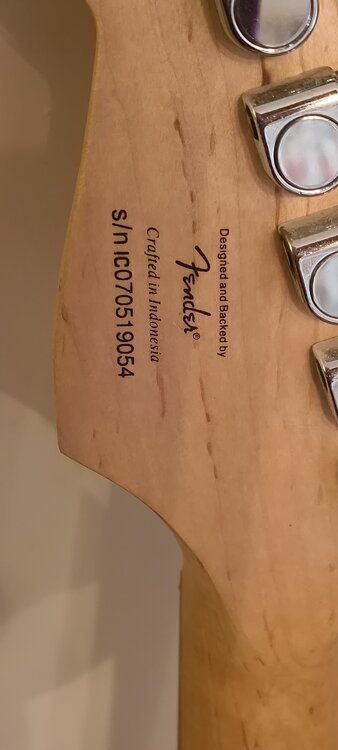 Designed and Backed by
Fender®
Crafted in Indonesia
s/n IC070519054